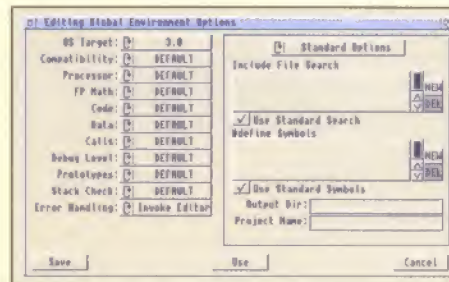 Editing Global Environment Options
OS Target: 3.0
Compatibility: DEFAULT
Processor: DEFAULT
FP Math: DEFAULT
Code: DEFAULT
Data: DEFAULT
Calls: DEFAULT
Debug Level: DEFAULT
Prototypes: DEFAULT
Stack Check: DEFAULT
Error Handling: Invoke Editor
Standard Options
Include File Search
NEW
DEL
Use Standard Search
#define Symbols
NEW
DEL
Use Standard Symbols
Output Dir:
Project Name:
Save
Use
Cancel